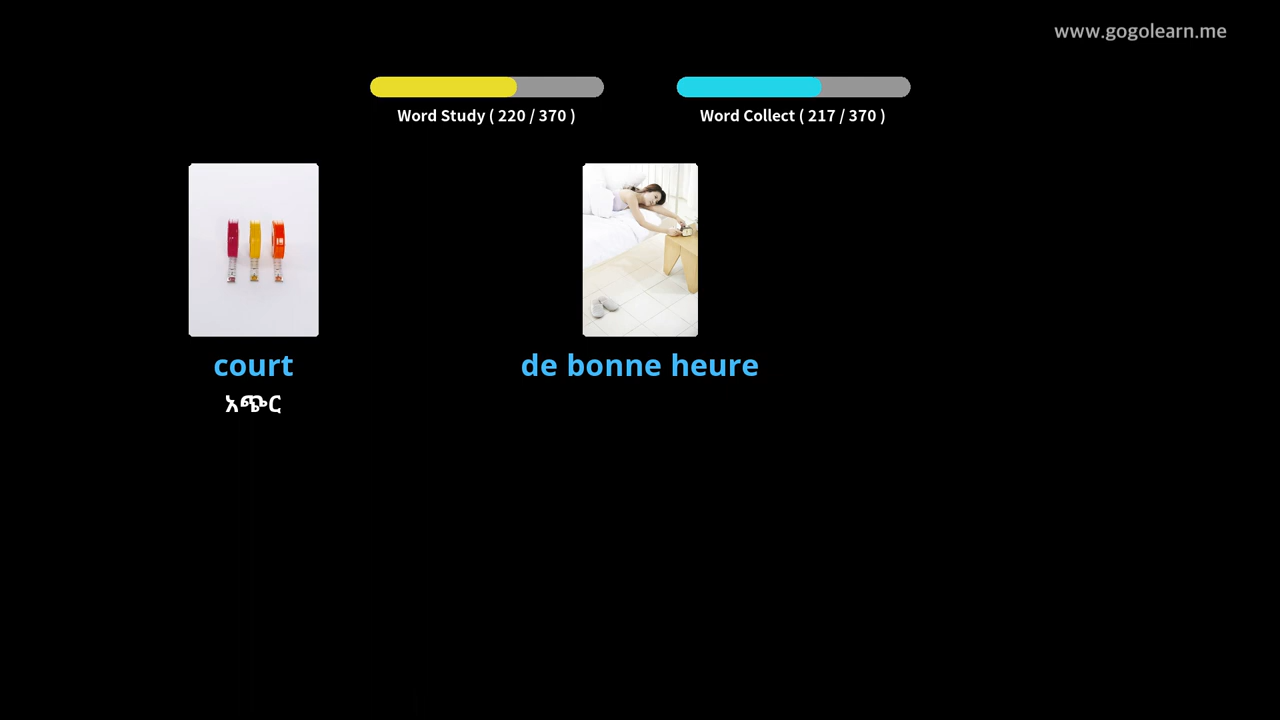 www.gogolearn.me
Word Study ( 220 / 370 )
Word Collect ( 217 / 370 )
court
አጭር
de bonne heure